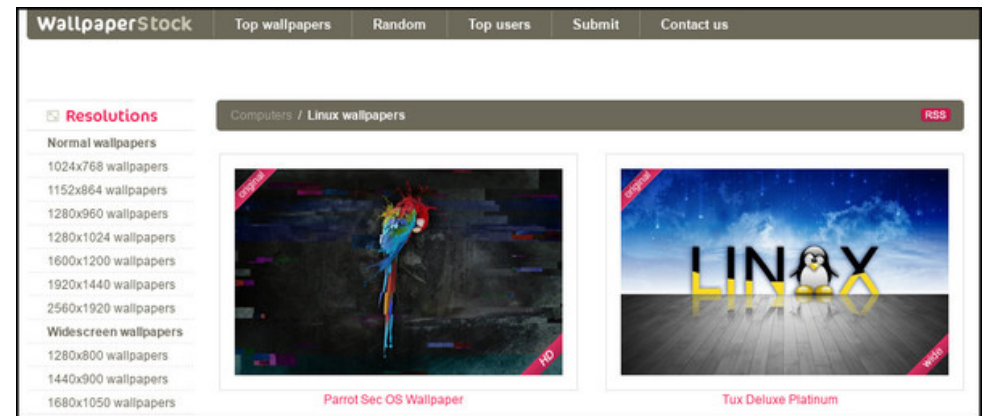 WallpaperStock Top wallpapers Random Top users Submit Contact us
Resolutions
Normal wallpapers
1024x768 wallpapers
1152x864 wallpapers
1280x960 wallpapers
1280x1024 wallpapers
1600x1200 wallpapers
1920x1440 wallpapers
2560x1920 wallpapers
Widescreen wallpapers
1280x800 wallpapers
1440x900 wallpapers
1680x1050 wallpapers
Computers / Linux wallpapers RSS
original
HD
Parrot Sec OS Wallpaper
original
LINUX
wide
Tux Deluxe Platinum